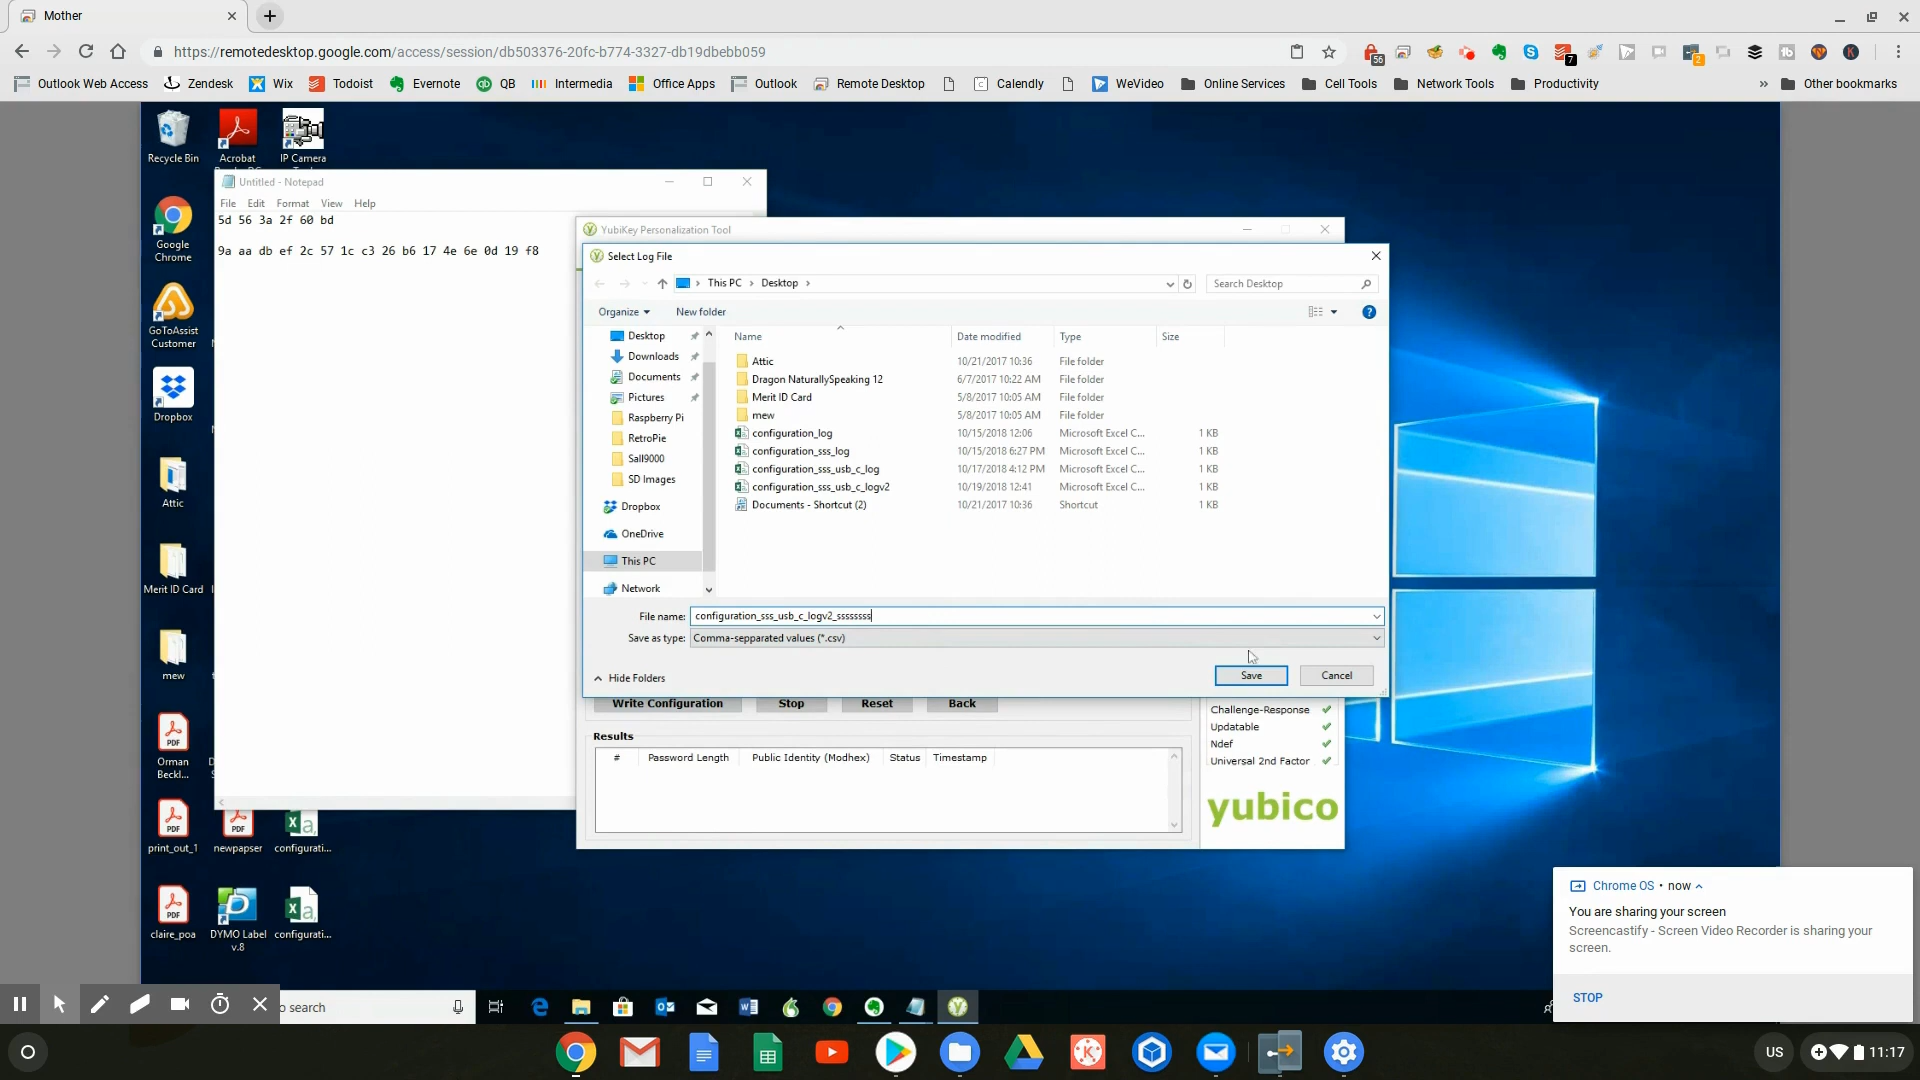 Mother
https://remotedesktop.google.com/access/session/db503376-20fc-b774-3327-db19dbebb059
56
7
2
Outlook Web Access
Zendesk
Wix
Todoist
Evernote
QB
Intermedia
Office Apps
Outlook
Remote Desktop
Calendly
WeVideo
Online Services
Cell Tools
Network Tools
Productivity
»
Other bookmarks
Recycle Bin
Acrobat
IP Camera
Google Chrome
GoToAssist Customer
Dropbox
Attic
Merit ID Card
mew
Orman Beckl...
print_out_1
newpapser
configurati...
claire_poa
DYMO Label v.8
configurati...
Untitled - Notepad
File Edit Format View Help
5d 56 3a 2f 60 bd
9a aa db ef 2c 57 1c c3 26 b6 17 4e 6e 0d 19 f8
YubiKey Personalization Tool
Select Log File
This PC > Desktop >
Search Desktop
Organize
New folder
Desktop
Downloads
Documents
Pictures
Raspberry Pi
RetroPie
Sall9000
SD Images
Dropbox
OneDrive
This PC
Network
Name Date modified Type Size
Attic 10/21/2017 10:36 File folder
Dragon NaturallySpeaking 12 6/7/2017 10:22 AM File folder
Merit ID Card 5/8/2017 10:05 AM File folder
mew 5/8/2017 10:05 AM File folder
configuration_log 10/15/2018 12:06 Microsoft Excel C... 1 KB
configuration_sss_log 10/15/2018 6:27 PM Microsoft Excel C... 1 KB
configuration_sss_usb_c_log 10/17/2018 4:12 PM Microsoft Excel C... 1 KB
configuration_sss_usb_c_logv2 10/19/2018 12:41 Microsoft Excel C... 1 KB
Documents - Shortcut (2) 10/21/2017 10:36 Shortcut 1 KB
File name: configuration_sss_usb_c_logv2_ssssssss
Save as type: Comma-sepparated values (*.csv)
Hide Folders
Save
Cancel
Write Configuration
Stop
Reset
Back
Results
# Password Length Public Identity (Modhex) Status Timestamp
Challenge-Response
Updatable
Ndef
Universal 2nd Factor
yubico
Chrome OS • now
You are sharing your screen
Screencastify - Screen Video Recorder is sharing your
screen.
STOP
o search
US
11:17